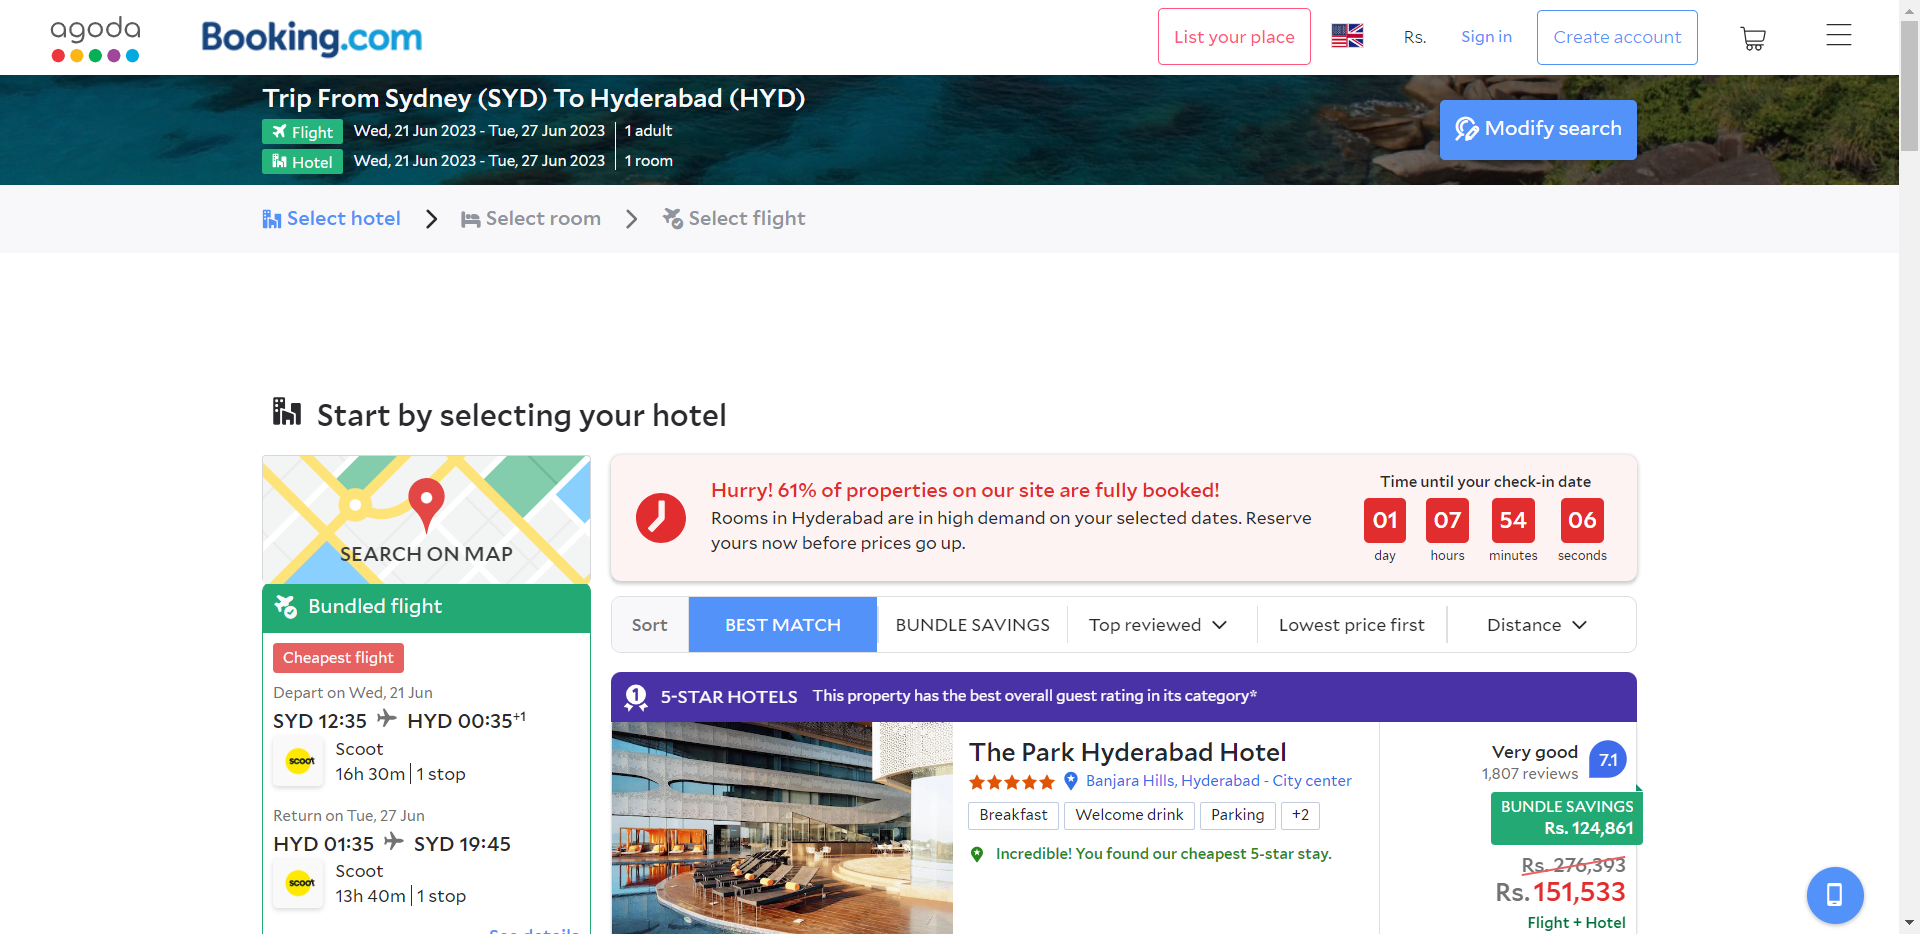 agoda
Booking.com
List your place
Rs.
Sign in
Create account
Trip From Sydney (SYD) To Hyderabad (HYD)
Flight Wed, 21 Jun 2023 - Tue, 27 Jun 2023 1 adult
Hotel Wed, 21 Jun 2023 - Tue, 27 Jun 2023 1 room
Modify search
Select hotel
Select room
Select flight
Start by selecting your hotel
SEARCH ON MAP
Bundled flight
Cheapest flight
Depart on Wed, 21 Jun
SYD 12:35 HYD 00:35+1
scoot
Scoot
16h 30m 1 stop
Return on Tue, 27 Jun
HYD 01:35 SYD 19:45
scoot
Scoot
13h 40m 1 stop
See details
Hurry! 61% of properties on our site are fully booked!
Rooms in Hyderabad are in high demand on your selected dates. Reserve
yours now before prices go up.
Time until your check-in date
01 07 54 06
day hours minutes seconds
Sort
BEST MATCH
BUNDLE SAVINGS
Top reviewed
Lowest price first
Distance
1 5-STAR HOTELS This property has the best overall guest rating in its category*
The Park Hyderabad Hotel
Banjara Hills, Hyderabad - City center
Breakfast
Welcome drink
Parking
+2
Incredible! You found our cheapest 5-star stay.
Very good
1,807 reviews
7.1
BUNDLE SAVINGS
Rs. 124,861
Rs. 276,393
Rs. 151,533
Flight + Hotel